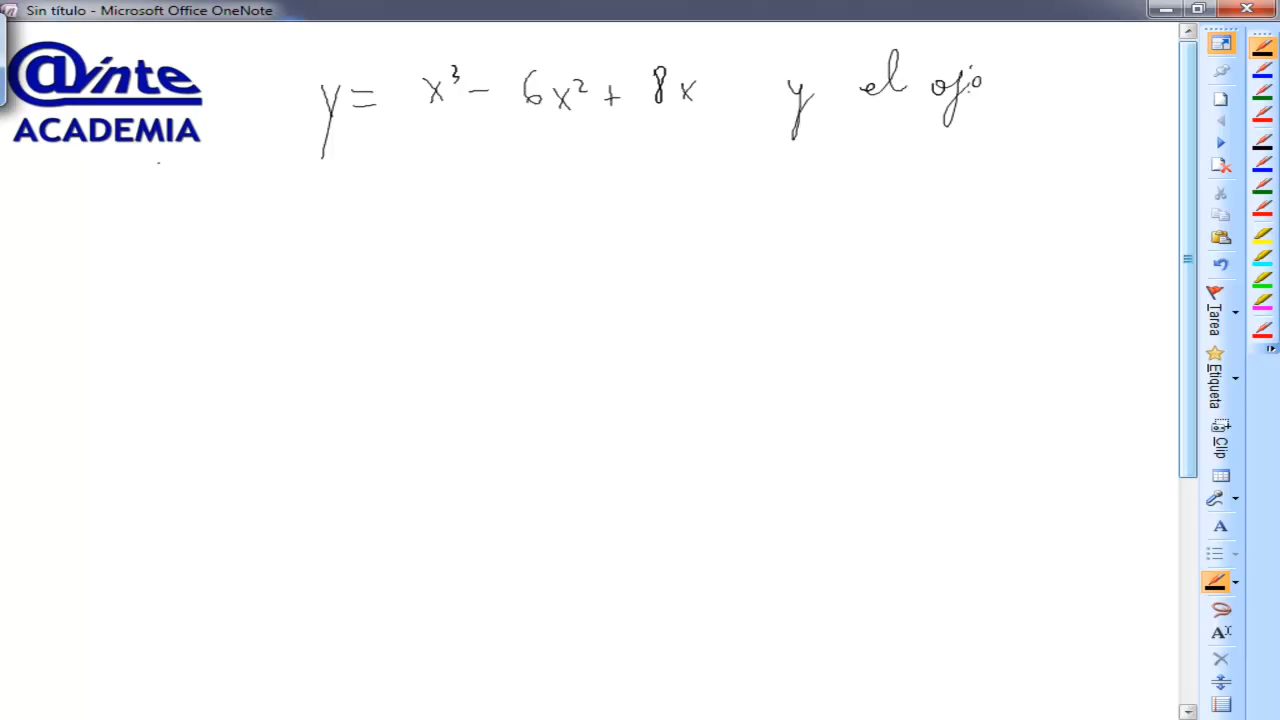 Sin título - Microsoft Office OneNote
@inte
ACADEMIA
y = x³ - 6x² + 8x y el ojo
Tarea
Etiqueta
Clip